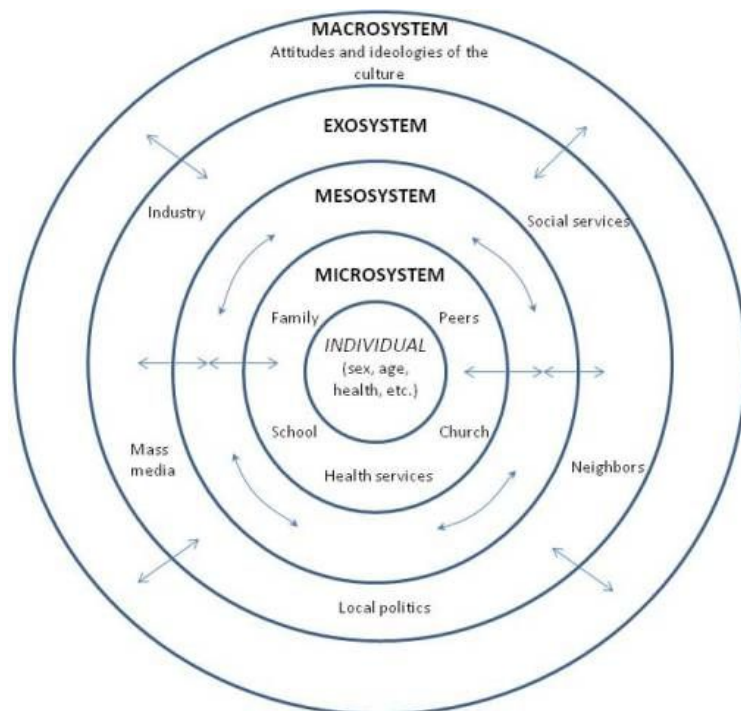 MACROSYSTEM
Attitudes and ideologies of the
culture
EXOSYSTEM
Industry
Social services
MESOSYSTEM
MICROSYSTEM
Family
Peers
INDIVIDUAL
(sex, age,
health, etc.)
School
Church
Mass
media
Neighbors
Health services
Local politics